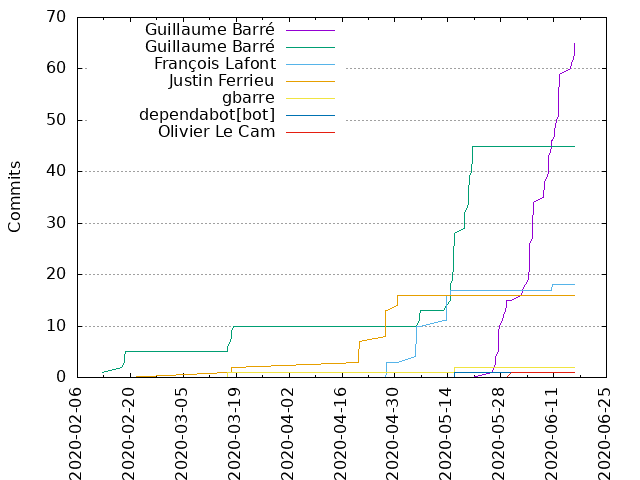 70
60
50
40
30
20
10
0
Commits
Guillaume Barré
Guillaume Barré
François Lafont
Justin Ferrieu
gbarre
dependabot[bot]
Olivier Le Cam
2020-02-06
2020-02-20
2020-03-05
2020-03-19
2020-04-02
2020-04-16
2020-04-30
2020-05-14
2020-05-28
2020-06-11
2020-06-25